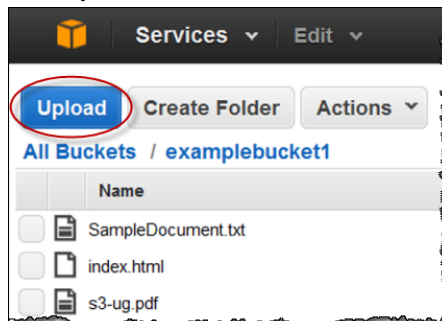 Services Edit
Upload Create Folder Actions
All Buckets / examplebucket1
Name
SampleDocument.txt
index.html
s3-ug.pdf